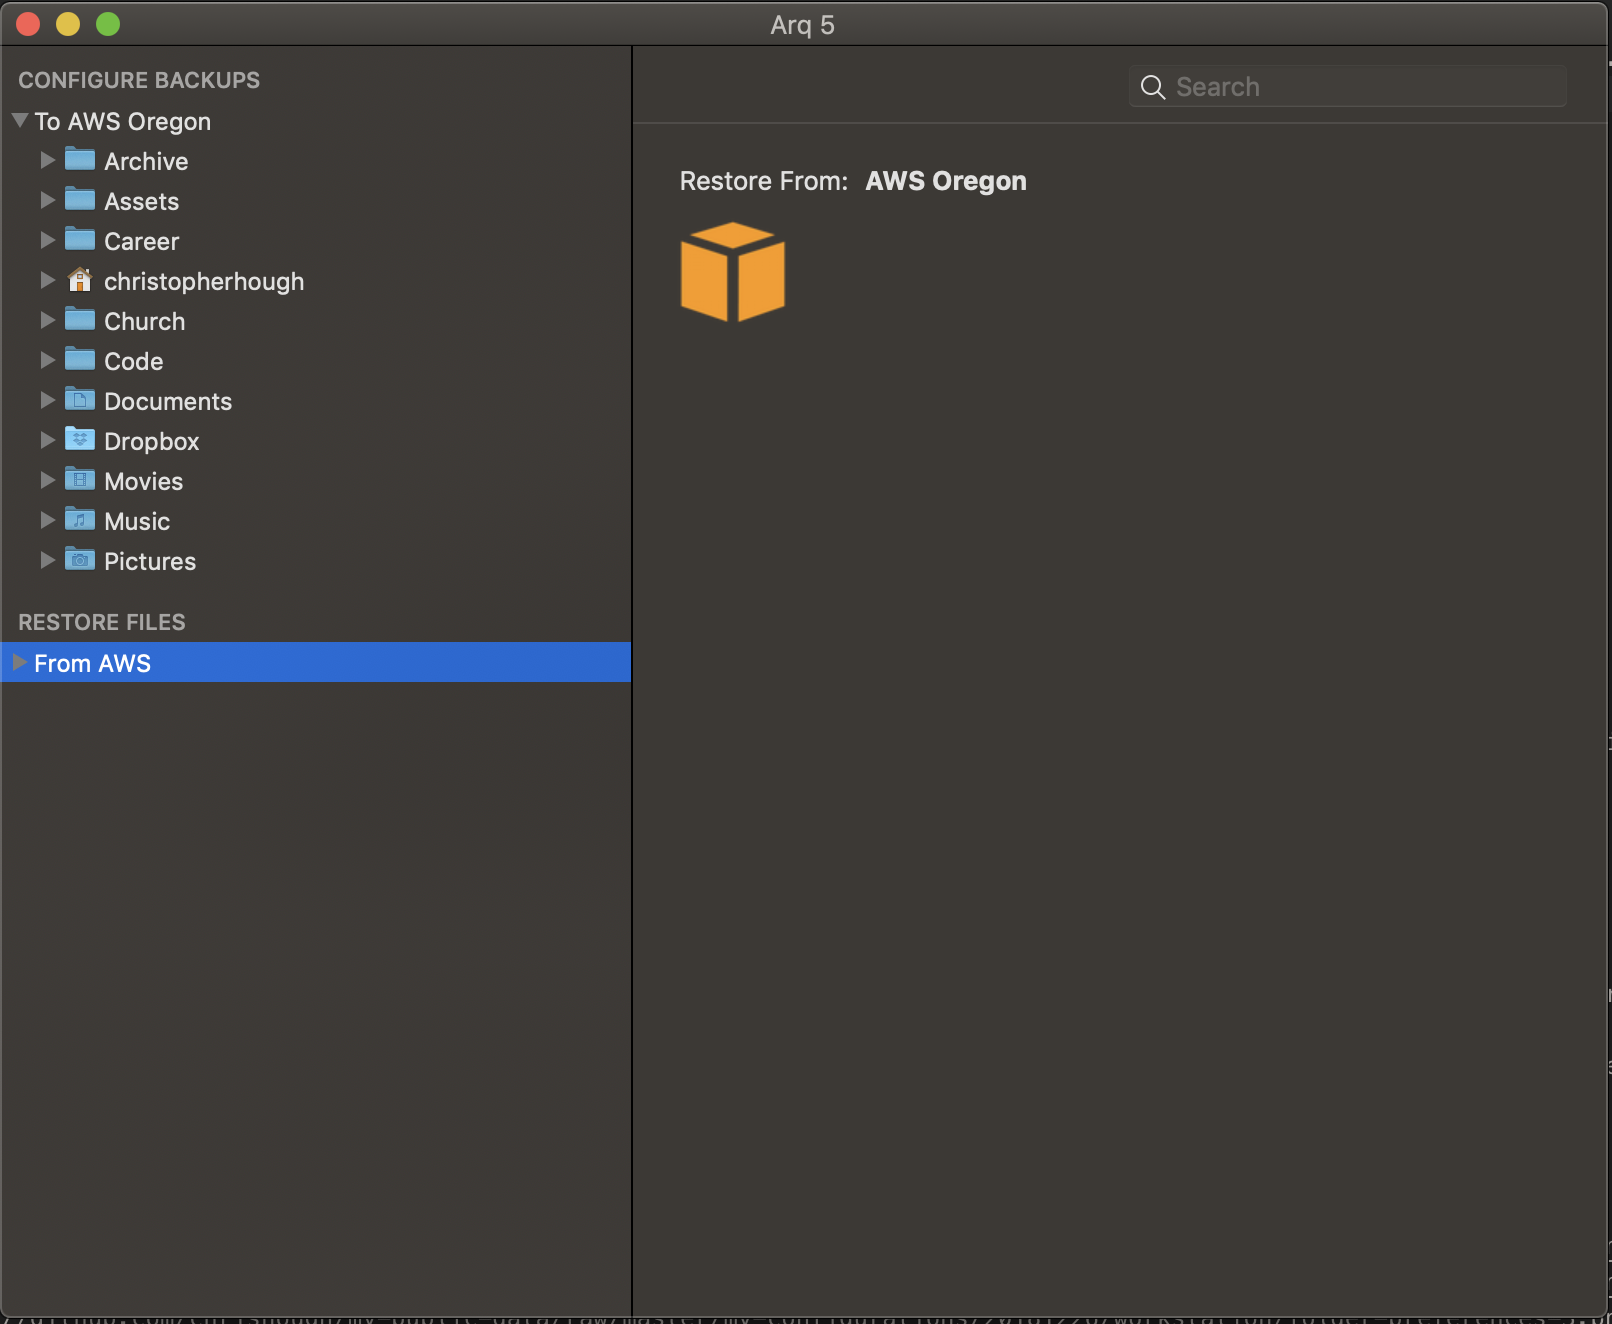 Arq 5
CONFIGURE BACKUPS
To AWS Oregon
Archive
Assets
Career
christopherhough
Church
Code
Documents
Dropbox
Movies
Music
Pictures
RESTORE FILES
From AWS
Search
Restore From: AWS Oregon